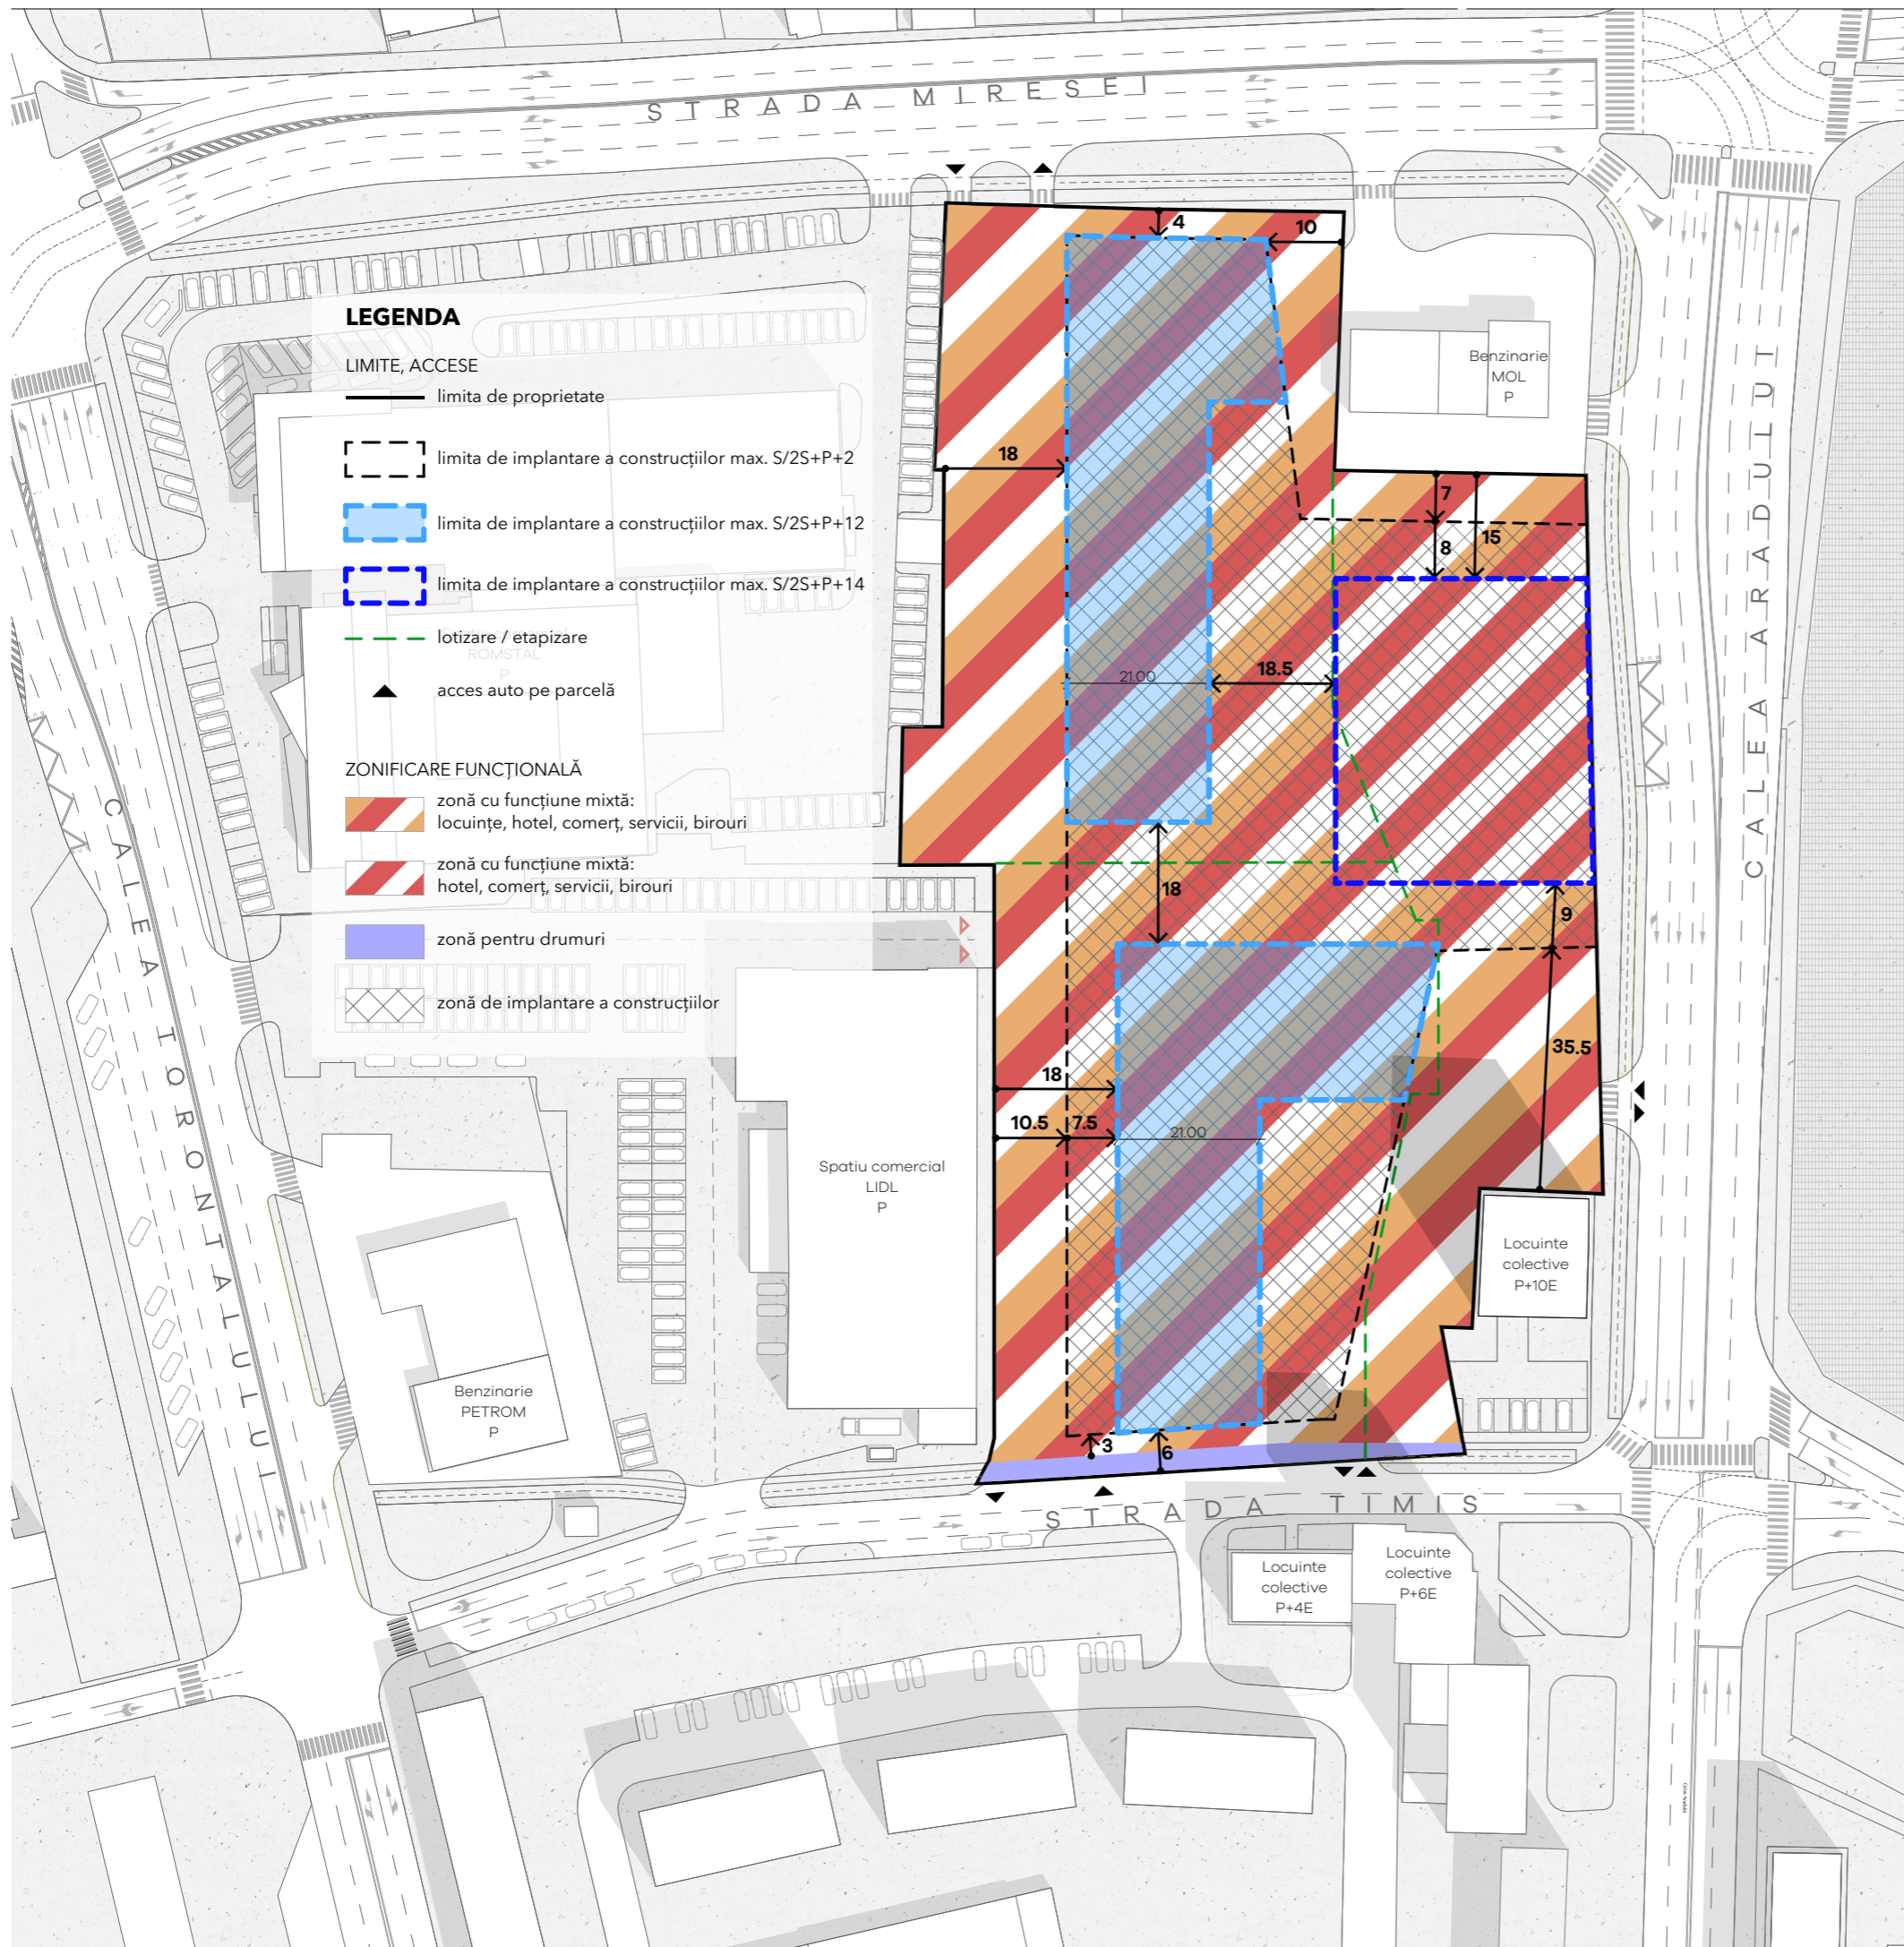 STRADA MIRESEI
4
10
LEGENDA
LIMITE, ACCESE
limita de proprietate
limita de implantare a construcțiilor max. S/2S+P+2
limita de implantare a construcțiilor max. S/2S+P+12
limita de implantare a construcțiilor max. S/2S+P+14
lotizare / etapizare
ROMSTAL
P
acces auto pe parcelă
ZONIFICARE FUNCȚIONALĂ
zonă cu funcțiune mixtă:
locuințe, hotel, comerț, servicii, birouri
zonă cu funcțiune mixtă:
hotel, comerț, servicii, birouri
zonă pentru drumuri
zonă de implantare a construcțiilor
Benzinarie
MOL
P
18
7
8
15
21.00
18.5
18
9
18
35.5
10.5
7.5
21.00
3
6
CALEA TORONTALULUI
CALEA ARADULUI
Spatiu comercial
LIDL
P
Locuinte
colective
P+10E
Benzinarie
PETROM
P
STRADA TIMIS
Locuinte
colective
P+4E
Locuinte
colective
P+6E